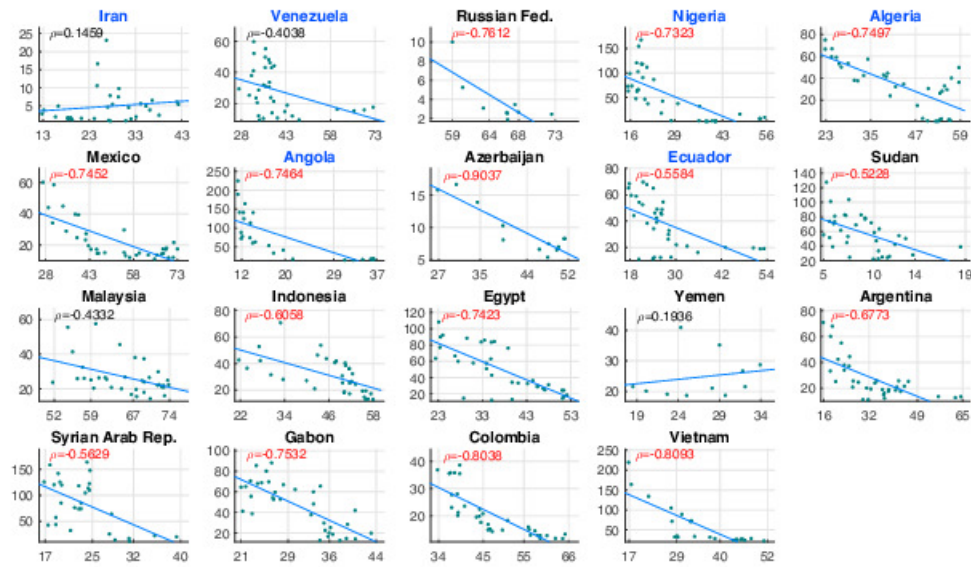 Iran Venezuela Russian Fed. Nigeria Algeria
ρ=0.1459 ρ=-0.4038 ρ=-0.7612 ρ=-0.7323 ρ=-0.7497
25 20 15 10 5
60 40 20
10 8 6 4 2
150 100 50
80 60 40 20
13 23 33 43 28 43 58 73 59 68 73 16 29 43 56 23 35 47 59
Mexico Angola Azerbaijan Ecuador Sudan
ρ=-0.7452 ρ=-0.7464 ρ=-0.9037 ρ=-0.5584 ρ=-0.5228
60 40 20
250 200 150 100 50
15 10 5
80 60 40 20
140 120 100 80 60 40 20
28 43 58 73 12 20 29 37 27 35 44 52 18 30 42 54 5 10 14 19
Malaysia Indonesia Egypt Yemen Argentina
ρ=-0.4332 ρ=-0.6058 ρ=-0.7423 ρ=0.1936 ρ=-0.6773
60 40 20
80 60 40 20
120 100 80 60 40 20
40 30 20
80 60 40 20
52 59 67 74 22 34 46 58 23 33 43 53 19 24 29 34 16 32 49 65
Syrian Arab Rep. Gabon Colombia Vietnam
ρ=-0.5629 ρ=-0.7532 ρ=-0.8038 ρ=-0.8093
150 100 50
100 80 60 40 20
40 30 20
250 200 150 100 50
17 25 40 21 29 36 44 34 45 55 66 17 29 40 52